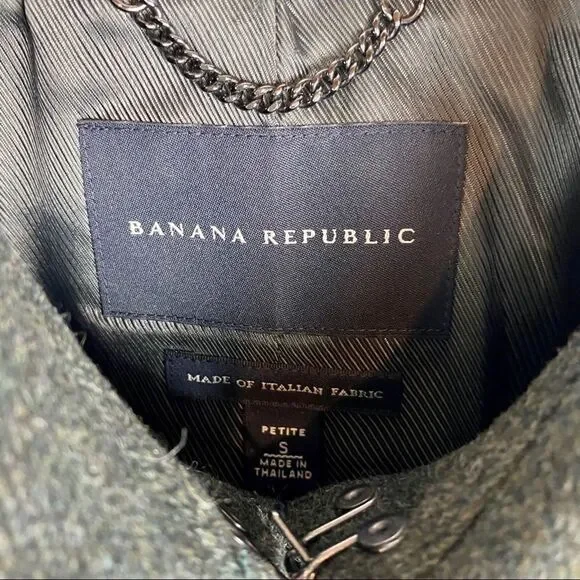 BANANA REPUBLIC
MADE OF ITALIAN FABRIC
PETITE
S
MADE IN
THAILAND